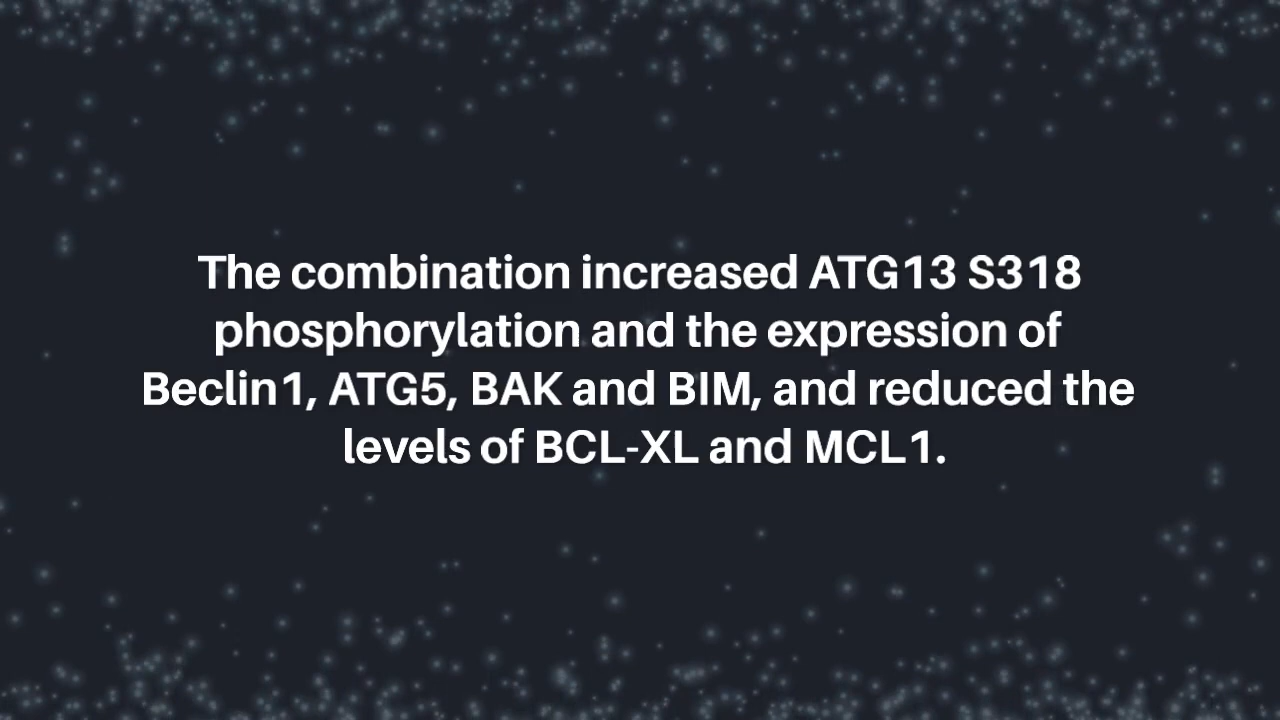 The combination increased ATG13 S318
phosphorylation and the expression of
Beclin1, ATG5, BAK and BIM, and reduced the
levels of BCL-XL and MCL1.